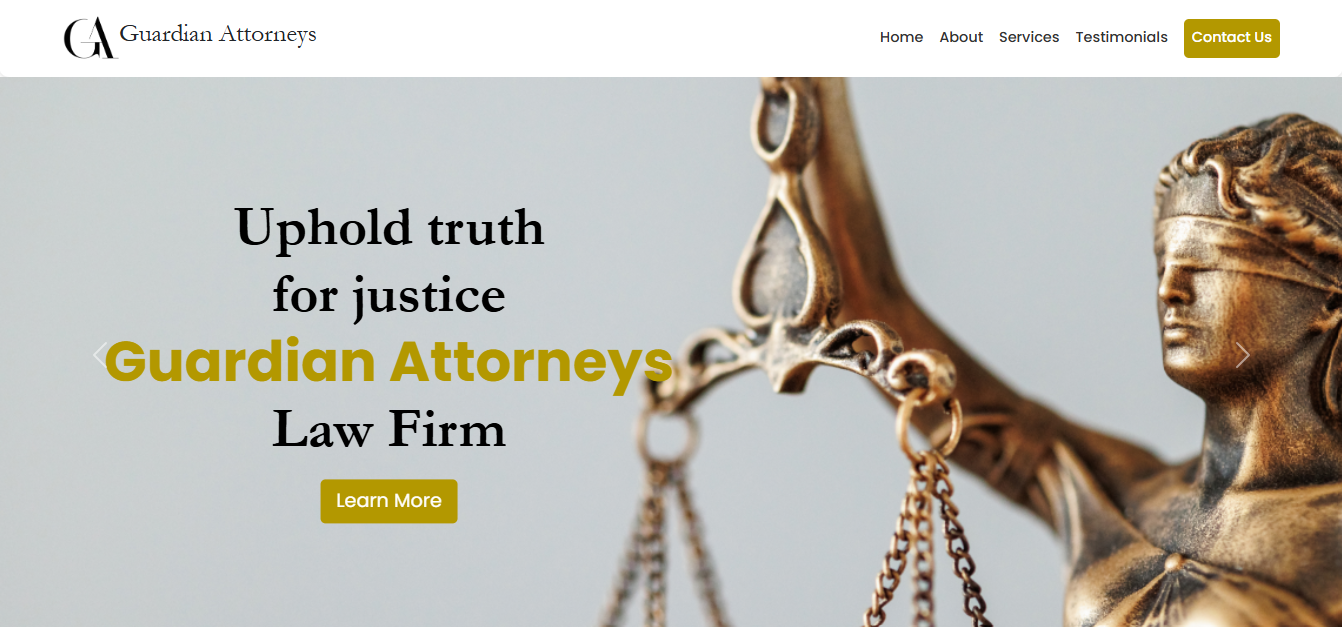 GA Guardian Attorneys
Home About Services Testimonials Contact Us
Uphold truth
for justice
Guardian Attorneys
Law Firm
Learn More